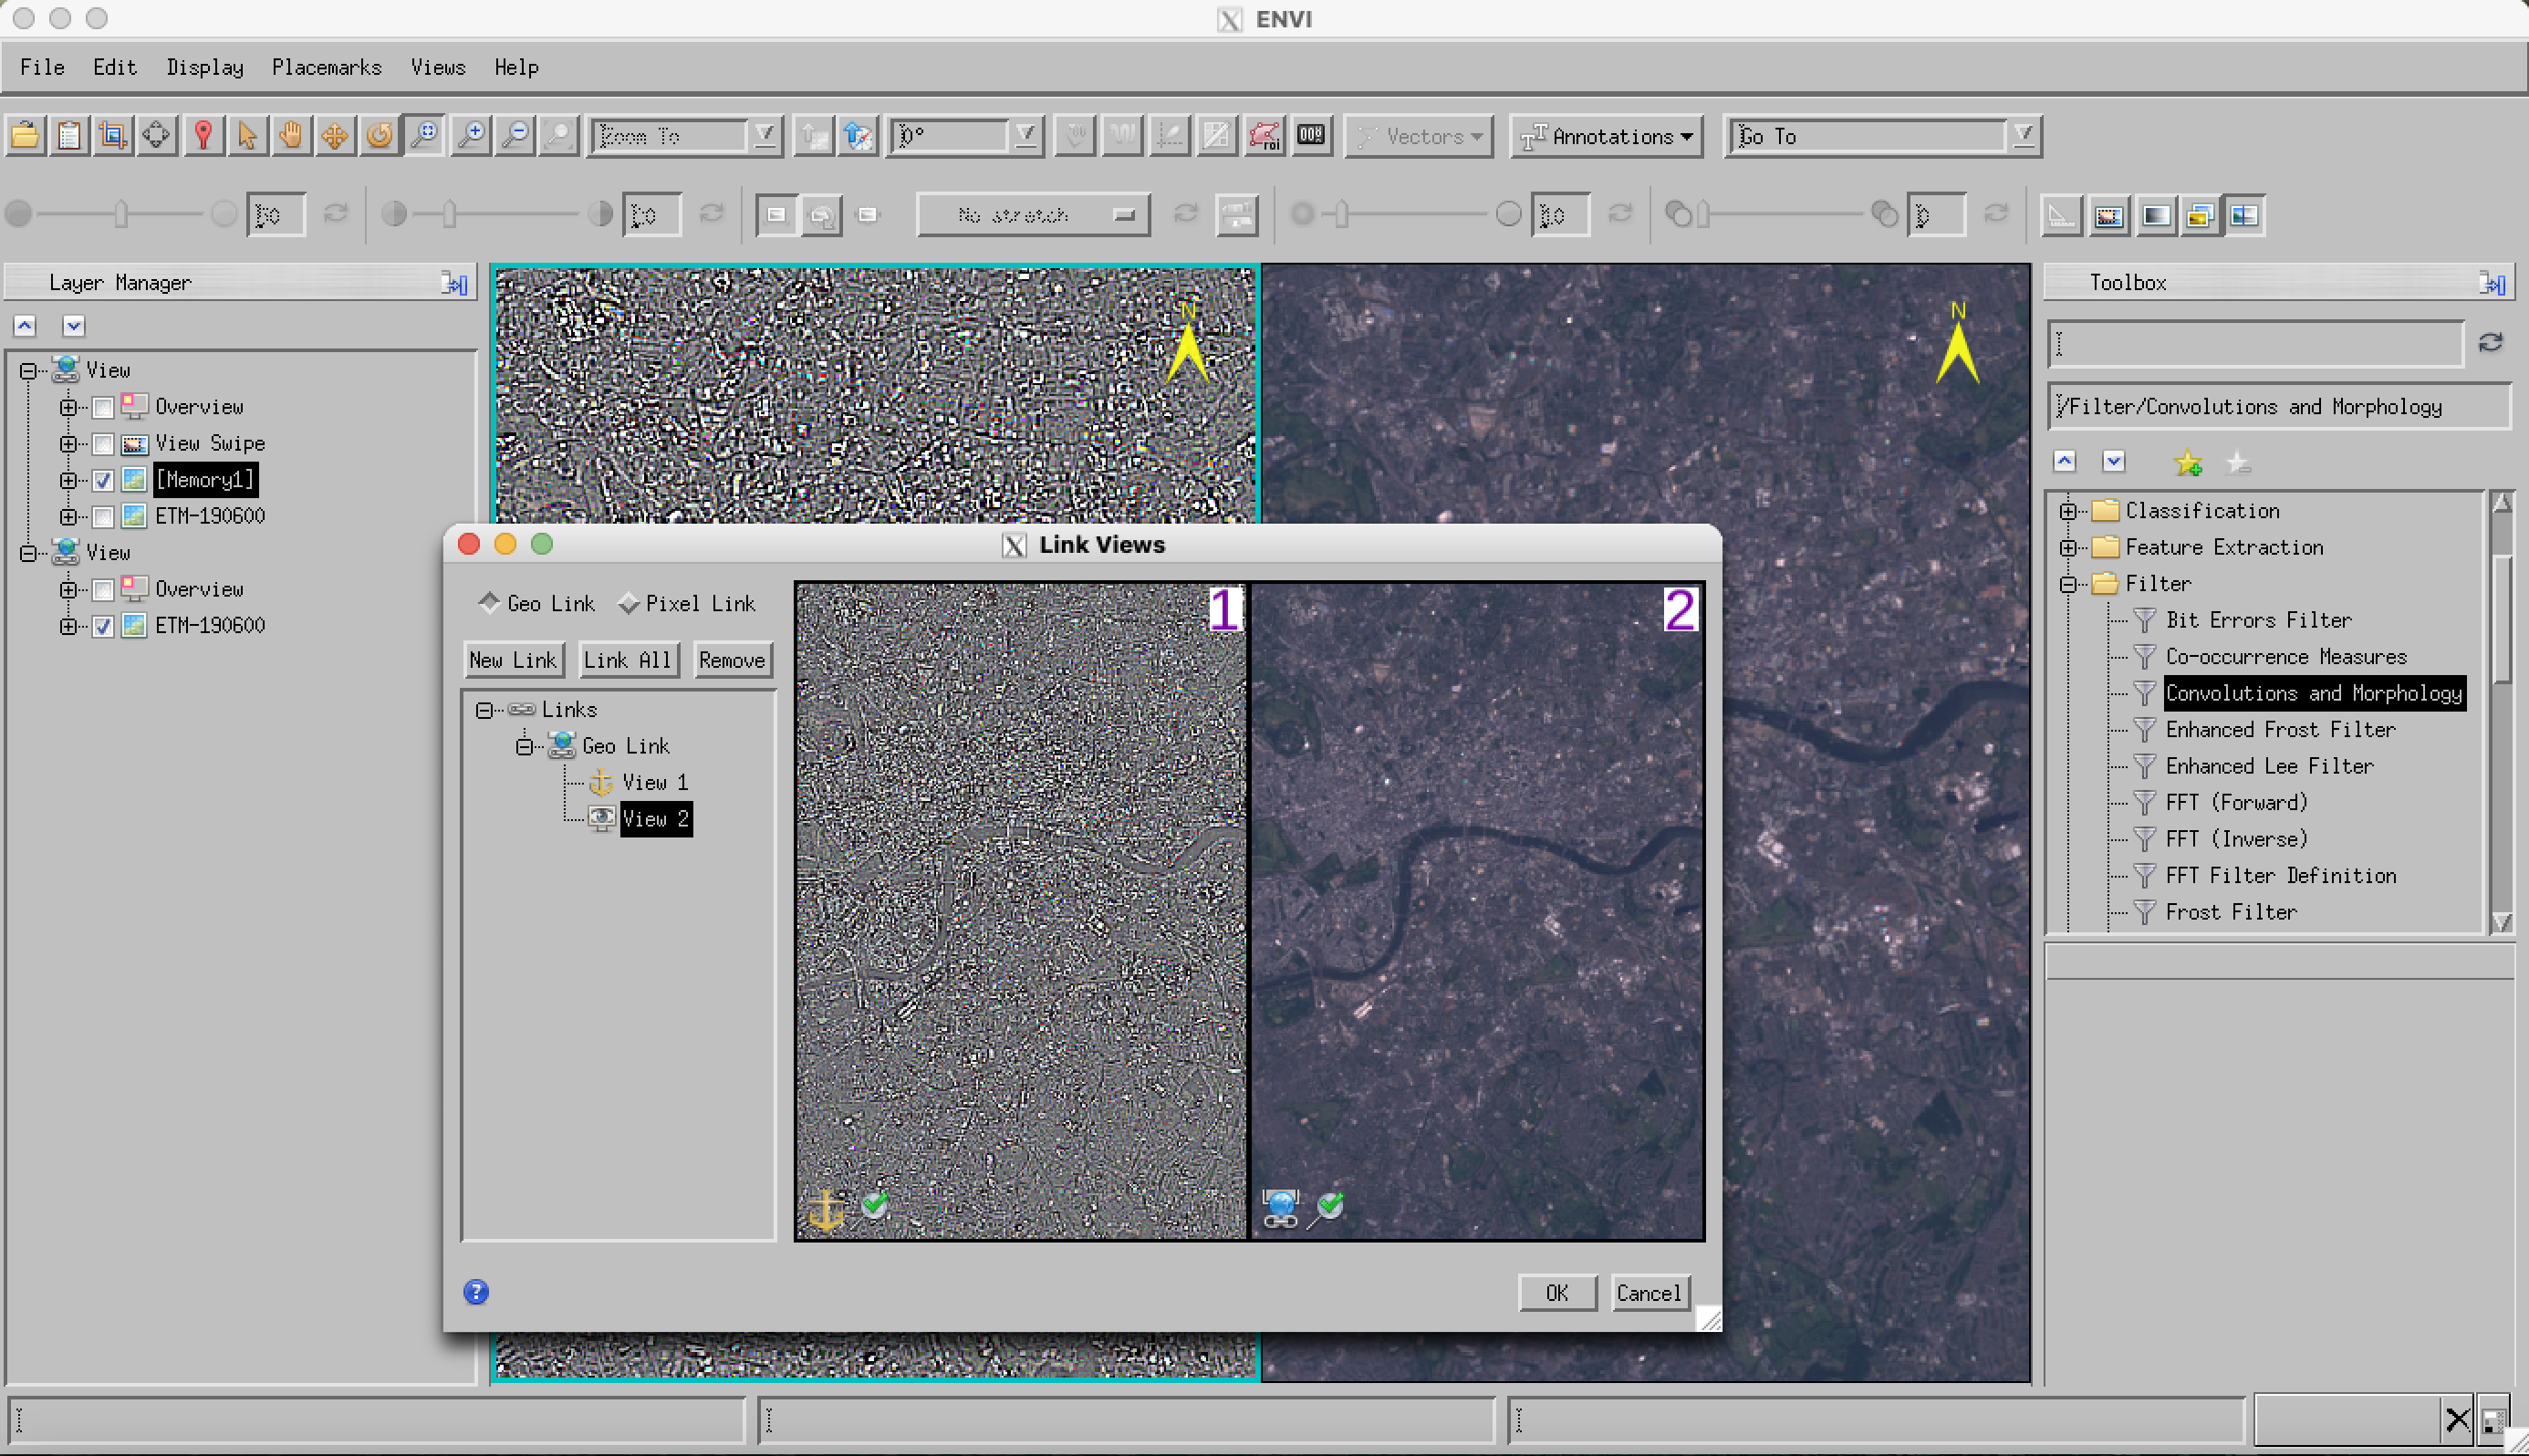 ENVI
File Edit Display Placemarks Views Help
Zoom To 0° roi Vectors Annotations Go To
No stretch
Layer Manager
View
Overview
View Swipe
[Memory1]
ETM-190600
View
Overview
ETM-190600
N
N
Link Views
Geo Link Pixel Link
New Link Link All Remove
Links
Geo Link
View 1
View 2
1
2
OK Cancel
Toolbox
/Filter/Convolutions and Morphology
Classification
Feature Extraction
Filter
Bit Errors Filter
Co-occurrence Measures
Convolutions and Morphology
Enhanced Frost Filter
Enhanced Lee Filter
FFT (Forward)
FFT (Inverse)
FFT Filter Definition
Frost Filter